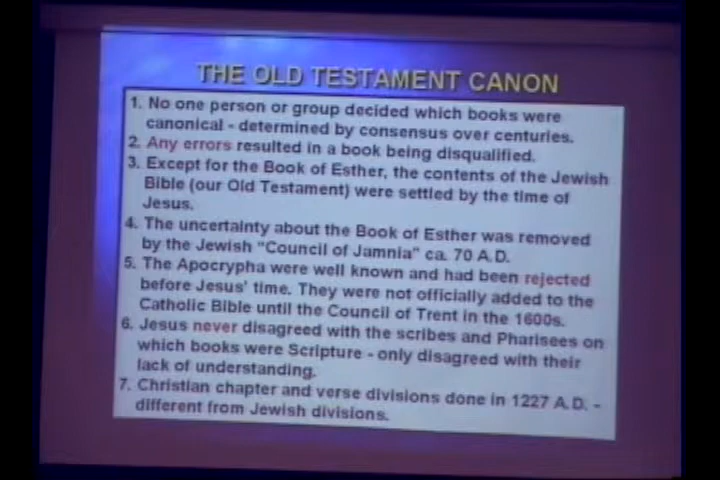 THE OLD TESTAMENT CANON
1. No one person or group decided which books were
canonical - determined by consensus over centuries.
2. Any errors resulted in a book being disqualified.
3. Except for the Book of Esther, the contents of the Jewish
Bible (our Old Testament) were settled by the time of
Jesus.
4. The uncertainty about the Book of Esther was removed
by the Jewish "Council of Jamnia" ca. 70 A.D.
5. The Apocrypha were well known and had been rejected
before Jesus' time. They were not officially added to the
Catholic Bible until the Council of Trent in the 1600s.
6. Jesus never disagreed with the scribes and Pharisees on
which books were Scripture - only disagreed with their
lack of understanding.
7. Christian chapter and verse divisions done in 1227 A.D. -
different from Jewish divisions.